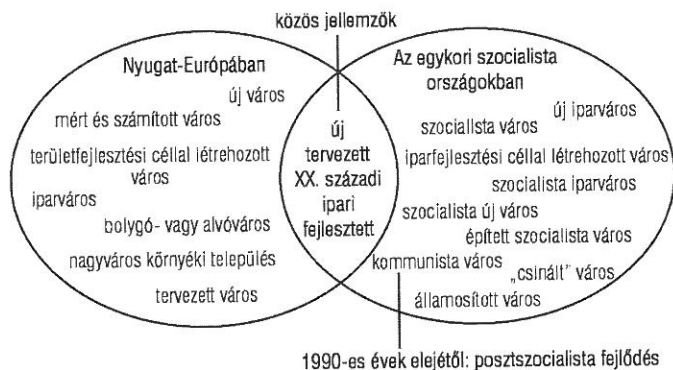 közös jellemzők
Nyugat-Európában
új város
mért és számított város
területfejlesztési céllal létrehozott
város
iparváros
bolygó- vagy alvóváros
nagyváros környéki település
tervezett város
új
tervezett
XX. századi
ipari
fejlesztett
Az egykori szocialista
országokban
új iparváros
szocialista város
iparfejlesztési céllal létrehozott város
szocialista iparváros
szocialista új város
épített szocialista város
kommunista város
„csinált” város
államosított város
1990-es évek elejétől: posztszocialista fejlődés